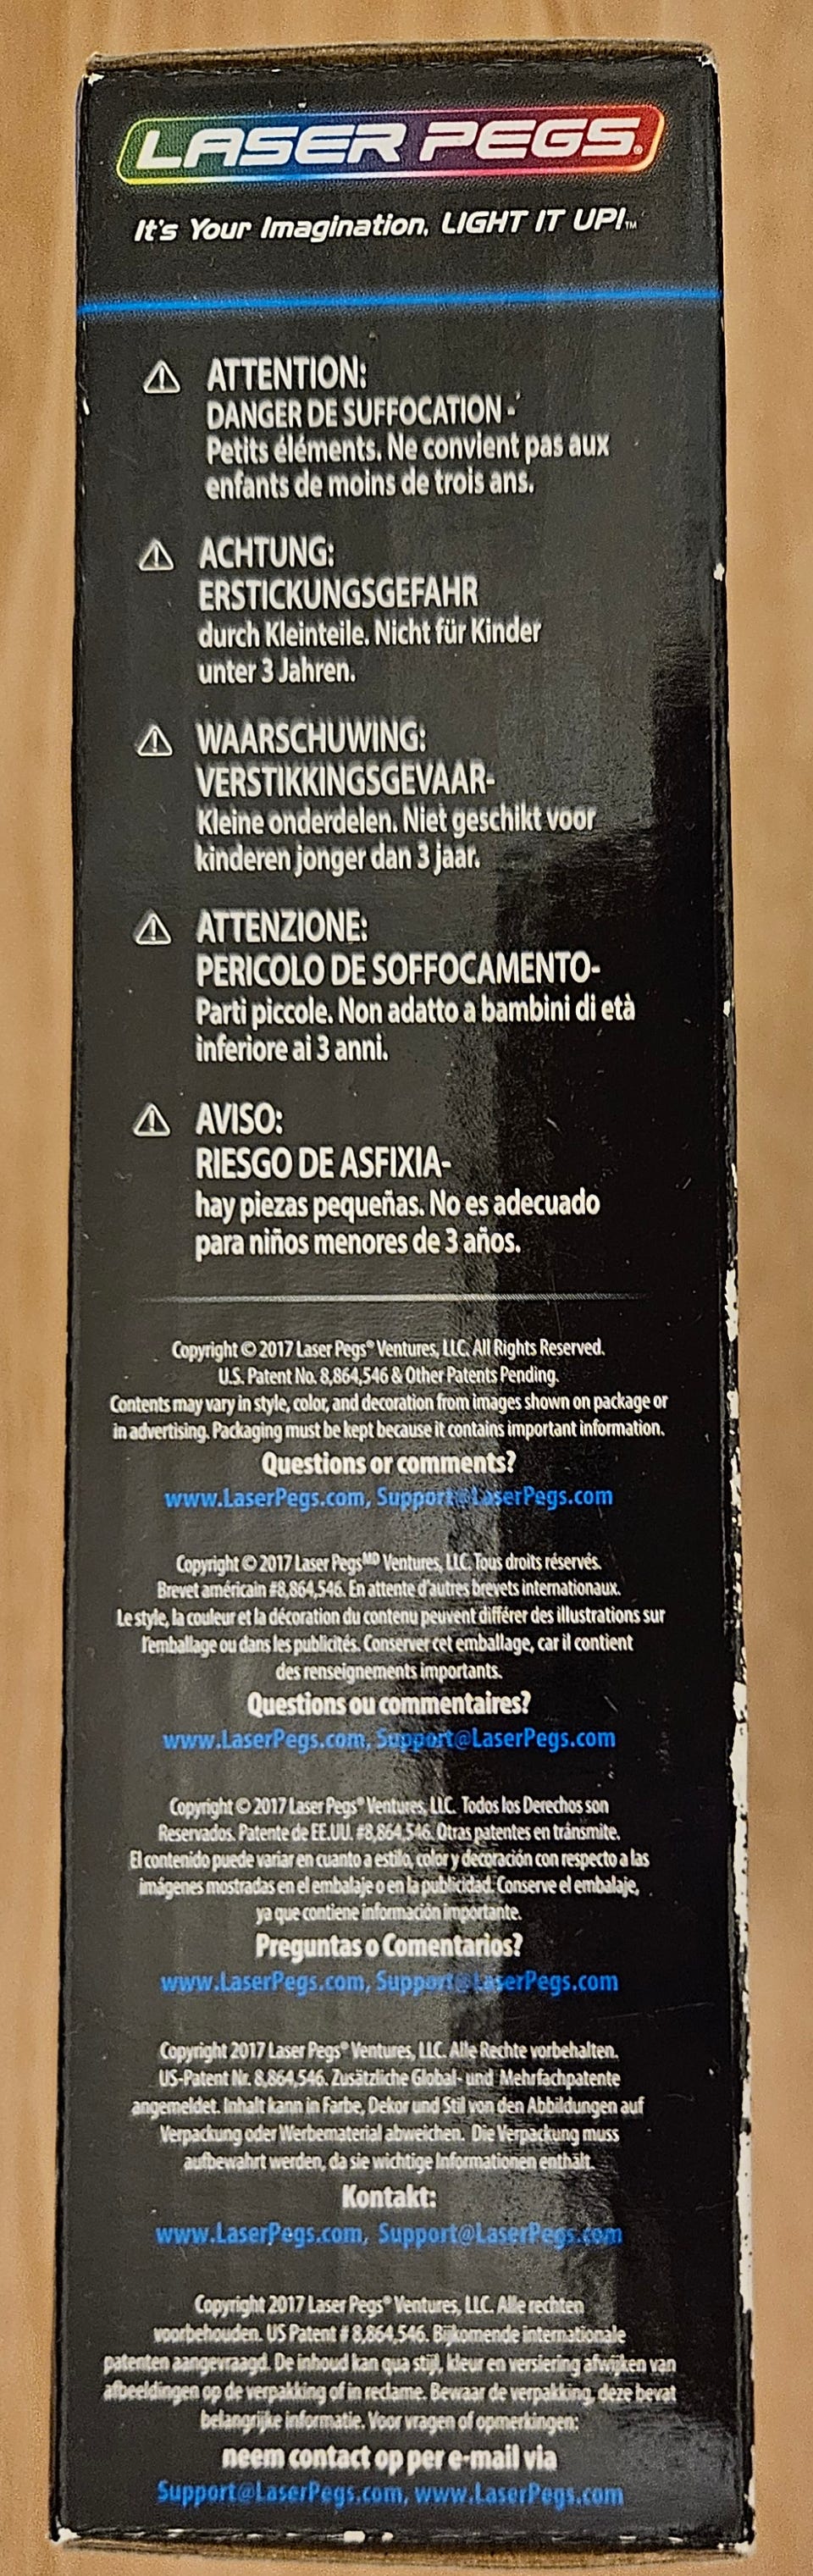 LASER PEGS®
It's Your Imagination, LIGHT IT UP!™
⚠ ATTENTION:
DANGER DE SUFFOCATION -
Petits éléments. Ne convient pas aux
enfants de moins de trois ans.
⚠ ACHTUNG:
ERSTICKUNGSGEFAHR
durch Kleinteile. Nicht für Kinder
unter 3 Jahren.
⚠ WAARSCHUWING:
VERSTIKKINGSGEVAAR-
Kleine onderdelen. Niet geschikt voor
kinderen jonger dan 3 jaar.
⚠ ATTENZIONE:
PERICOLO DE SOFFOCAMENTO-
Parti piccole. Non adatto a bambini di età
inferiore ai 3 anni.
⚠ AVISO:
RIESGO DE ASFIXIA-
hay piezas pequeñas. No es adecuado
para niños menores de 3 años.
Copyright © 2017 Laser Pegs® Ventures, LLC. All Rights Reserved.
U.S. Patent No. 8,864,546 & Other Patents Pending.
Contents may vary in style, color, and decoration from images shown on package or
in advertising. Packaging must be kept because it contains important information.
Questions or comments?
www.LaserPegs.com, Support@LaserPegs.com
Copyright © 2017 Laser Pegs MD Ventures, LLC. Tous droits réservés.
Brevet américain #8,864,546. En attente d'autres brevets internationaux.
Le style, la couleur et la décoration du contenu peuvent différer des illustrations sur
l'emballage ou dans les publicités. Conserver cet emballage, car il contient
des renseignements importants.
Questions ou commentaires?
www.LaserPegs.com, Support@LaserPegs.com
Copyright © 2017 Laser Pegs® Ventures, LLC. Todos los Derechos son
Reservados. Patente de EE.UU. #8,864,546. Otras patentes en tránsmite.
El contenido puede variar en cuanto a estilo, color y decoración con respecto a las
imágenes mostradas en el embalaje o en la publicidad. Conserve el embalaje,
ya que contiene información importante.
Preguntas o Comentarios?
www.LaserPegs.com, Support@LaserPegs.com
Copyright 2017 Laser Pegs® Ventures, LLC. Alle Rechte vorbehalten.
US-Patent Nr. 8,864,546. Zusätzliche Global- und Mehrfachpatente
angemeldet. Inhalt kann in Farbe, Dekor und Stil von den Abbildungen auf
Verpackung oder Werbematerial abweichen. Die Verpackung muss
aufbewahrt werden, da sie wichtige Informationen enthält.
Kontakt:
www.LaserPegs.com, Support@LaserPegs.com
Copyright 2017 Laser Pegs® Ventures, LLC. Alle rechten
voorbehouden. US Patent # 8,864,546. Bijkomende internationale
patenten aangevraagd. De inhoud kan qua stijl, kleur en versiering afwijken van
afbeeldingen op de verpakking of in reclame. Bewaar de verpakking, deze bevat
belangrijke informatie. Voor vragen of opmerkingen:
neem contact op per e-mail via
Support@LaserPegs.com, www.LaserPegs.com